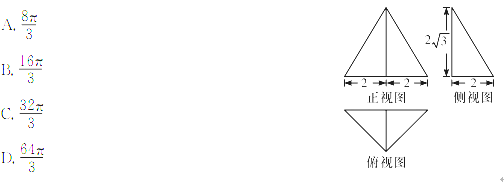 A. 8π/3
B. 16π/3
C. 32π/3
D. 64π/3
2√3
2 2 2
正视图 侧视图
俯视图